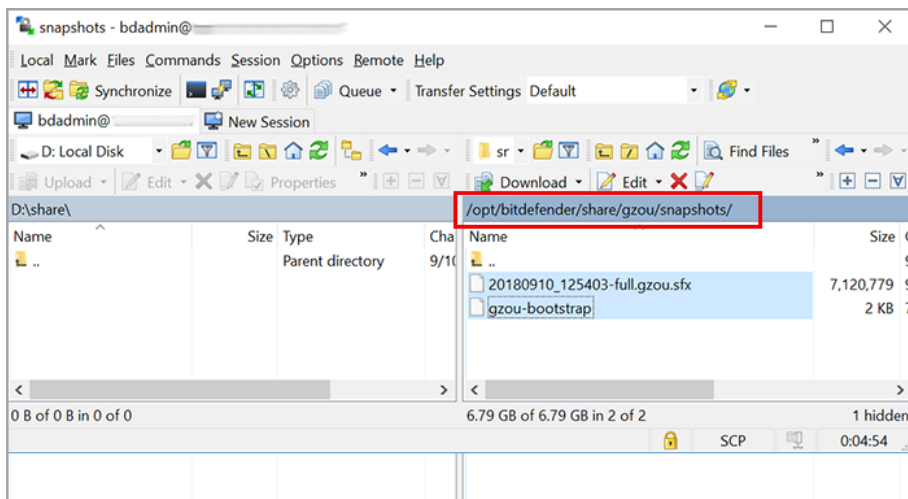 snapshots - bdadmin@
Local Mark Files Commands Session Options Remote Help
Synchronize Queue Transfer Settings Default
bdadmin@ New Session
D: Local Disk sr Find Files »
Upload Edit Properties » Download Edit »
D:\share\ /opt/bitdefender/share/gzou/snapshots/
Name Size Type Cha Name Size
.. Parent directory 9/10 ..
20180910_125403-full.gzou.sfx 7,120,779
gzou-bootstrap 2 KB
0 B of 0 B in 0 of 0 6.79 GB of 6.79 GB in 2 of 2 1 hidden
SCP 0:04:54